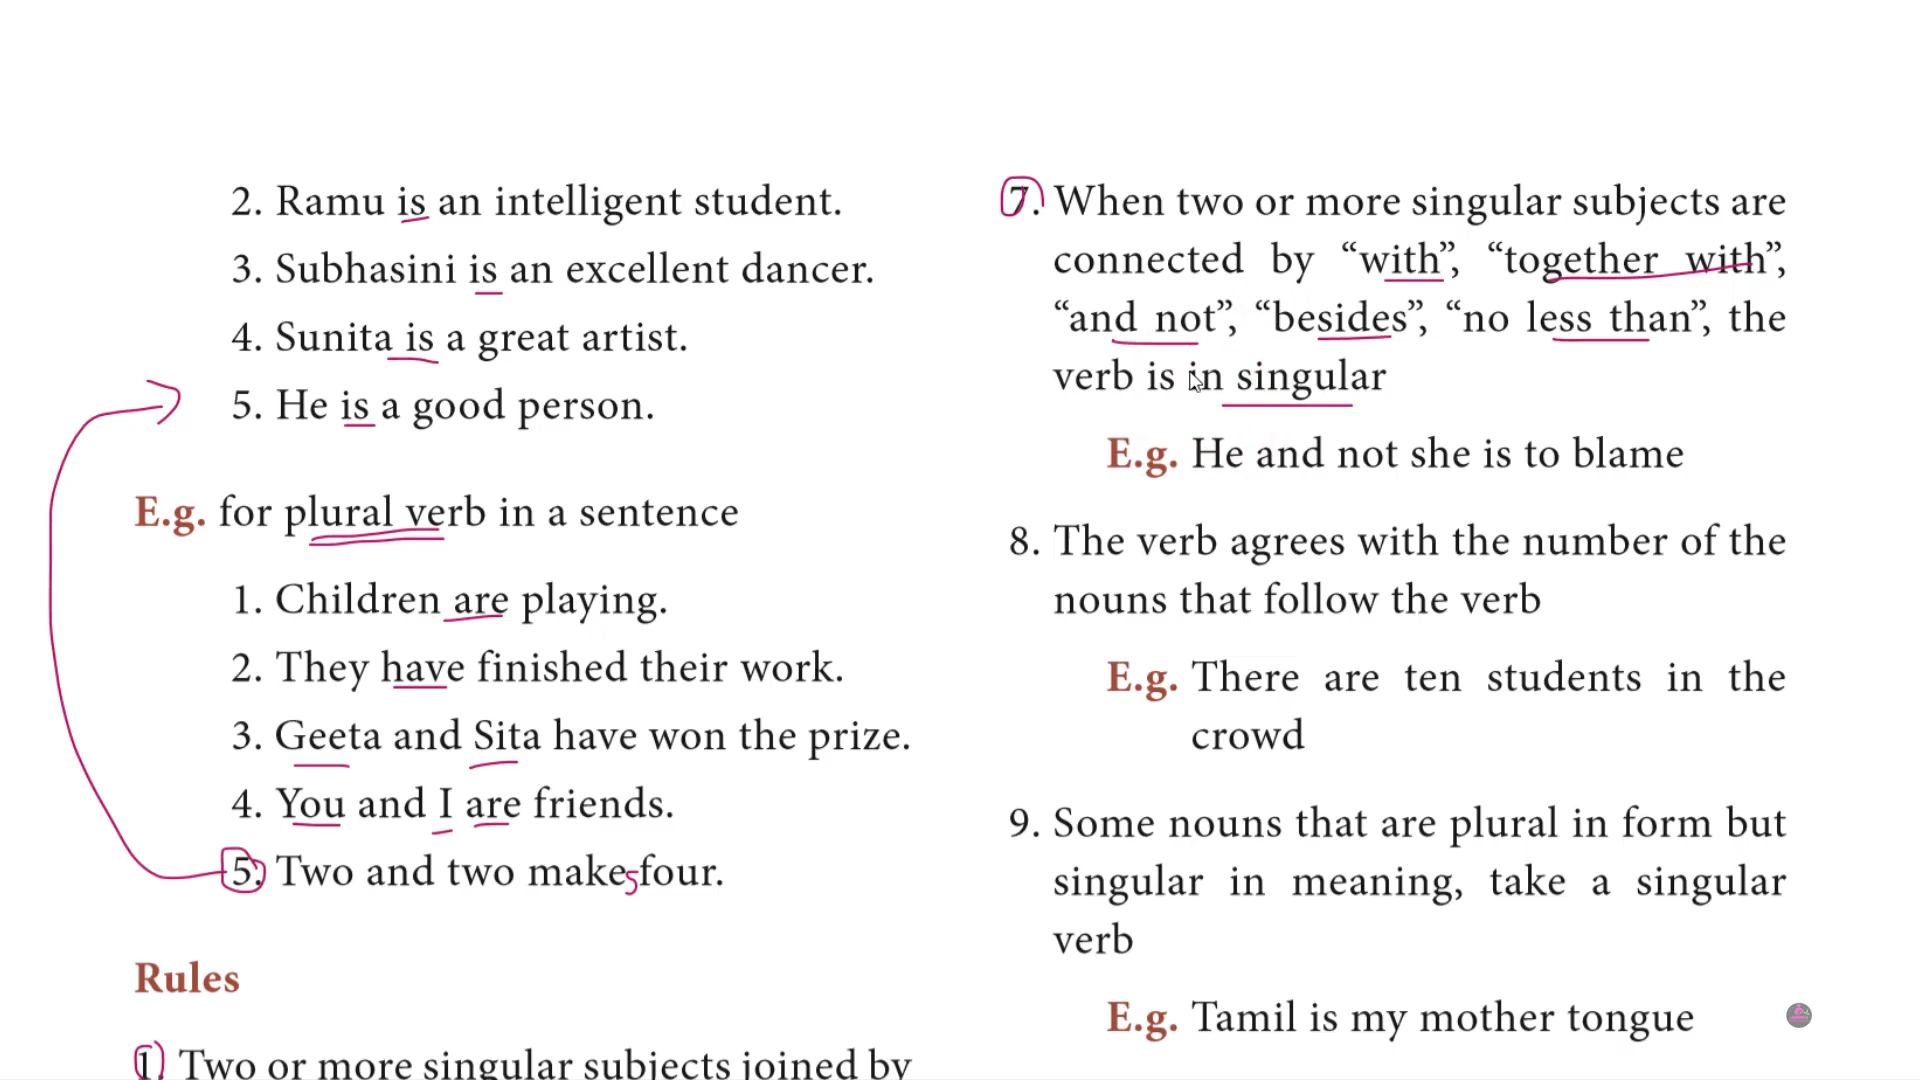 2. Ramu is an intelligent student.
3. Subhasini is an excellent dancer.
4. Sunita is a great artist.
5. He is a good person.
E.g. for plural verb in a sentence
1. Children are playing.
2. They have finished their work.
3. Geeta and Sita have won the prize.
4. You and I are friends.
5. Two and two makes four.
Rules
1) Two or more singular subjects joined by
7. When two or more singular subjects are
connected by “with”, “together with”,
“and not”, “besides”, “no less than”, the
verb is in singular
E.g. He and not she is to blame
8. The verb agrees with the number of the
nouns that follow the verb
E.g. There are ten students in the
crowd
9. Some nouns that are plural in form but
singular in meaning, take a singular
verb
E.g. Tamil is my mother tongue